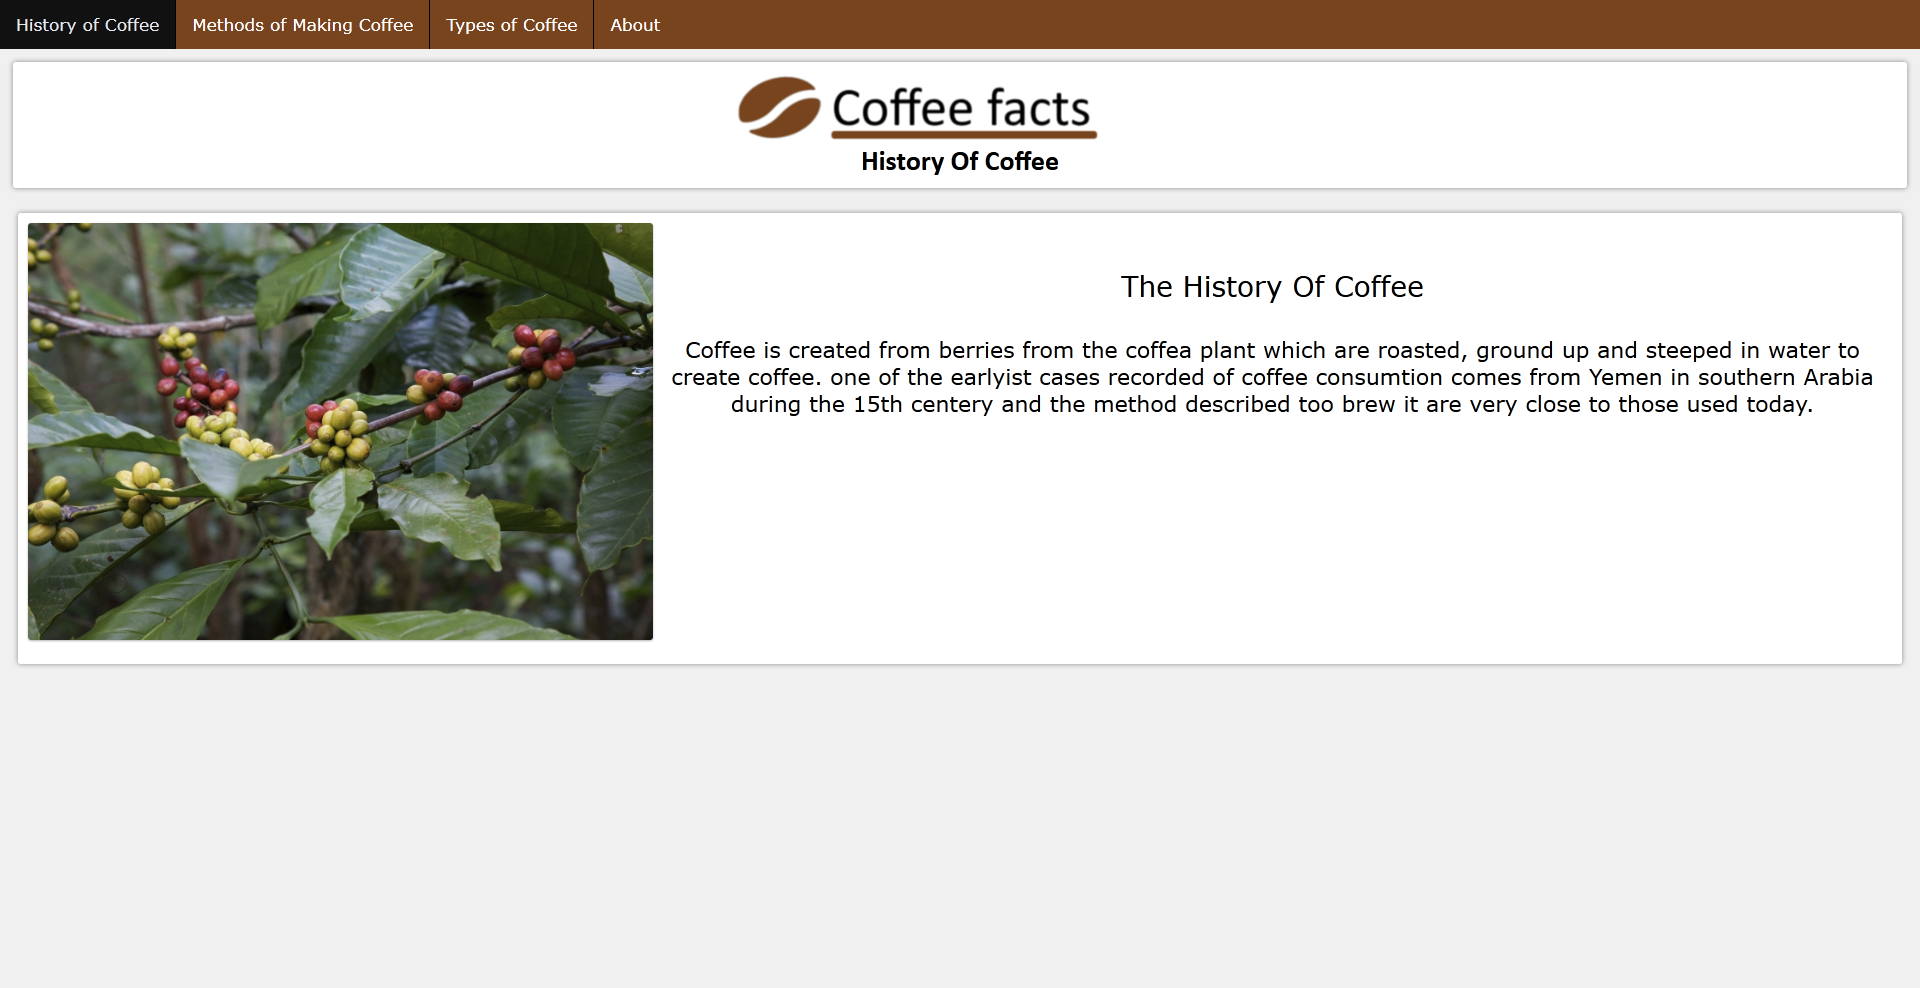 History of Coffee
Methods of Making Coffee
Types of Coffee
About
Coffee facts
History Of Coffee
The History Of Coffee
Coffee is created from berries from the coffea plant which are roasted, ground up and steeped in water to
create coffee. one of the earlyist cases recorded of coffee consumtion comes from Yemen in southern Arabia
during the 15th centery and the method described too brew it are very close to those used today.